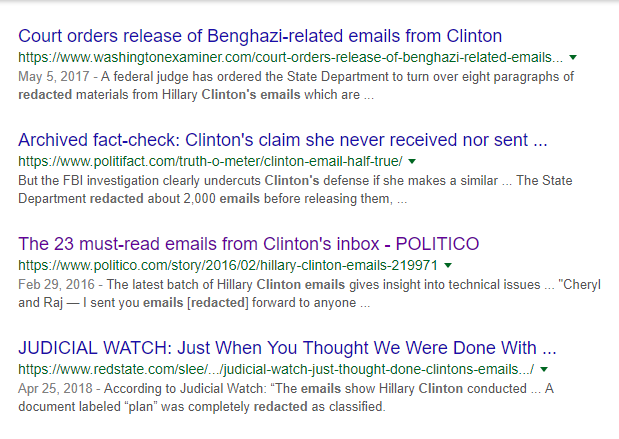 Court orders release of Benghazi-related emails from Clinton
https://www.washingtonexaminer.com/court-orders-release-of-benghazi-related-emails...
May 5, 2017 - A federal judge has ordered the State Department to turn over eight paragraphs of
redacted materials from Hillary Clinton's emails which are ...
Archived fact-check: Clinton's claim she never received nor sent ...
https://www.politifact.com/truth-o-meter/clinton-email-half-true/
But the FBI investigation clearly undercuts Clinton's defense if she makes a similar ... The State
Department redacted about 2,000 emails before releasing them, ...
The 23 must-read emails from Clinton's inbox - POLITICO
https://www.politico.com/story/2016/02/hillary-clinton-emails-219971
Feb 29, 2016 - The latest batch of Hillary Clinton emails gives insight into technical issues ... "Cheryl
and Raj — I sent you emails [redacted] forward to anyone ...
JUDICIAL WATCH: Just When You Thought We Were Done With ...
https://www.redstate.com/slee/.../judicial-watch-just-thought-done-clintons-emails.../
Apr 25, 2018 - According to Judicial Watch: “The emails show Hillary Clinton conducted ... A
document labeled “plan” was completely redacted as classified.